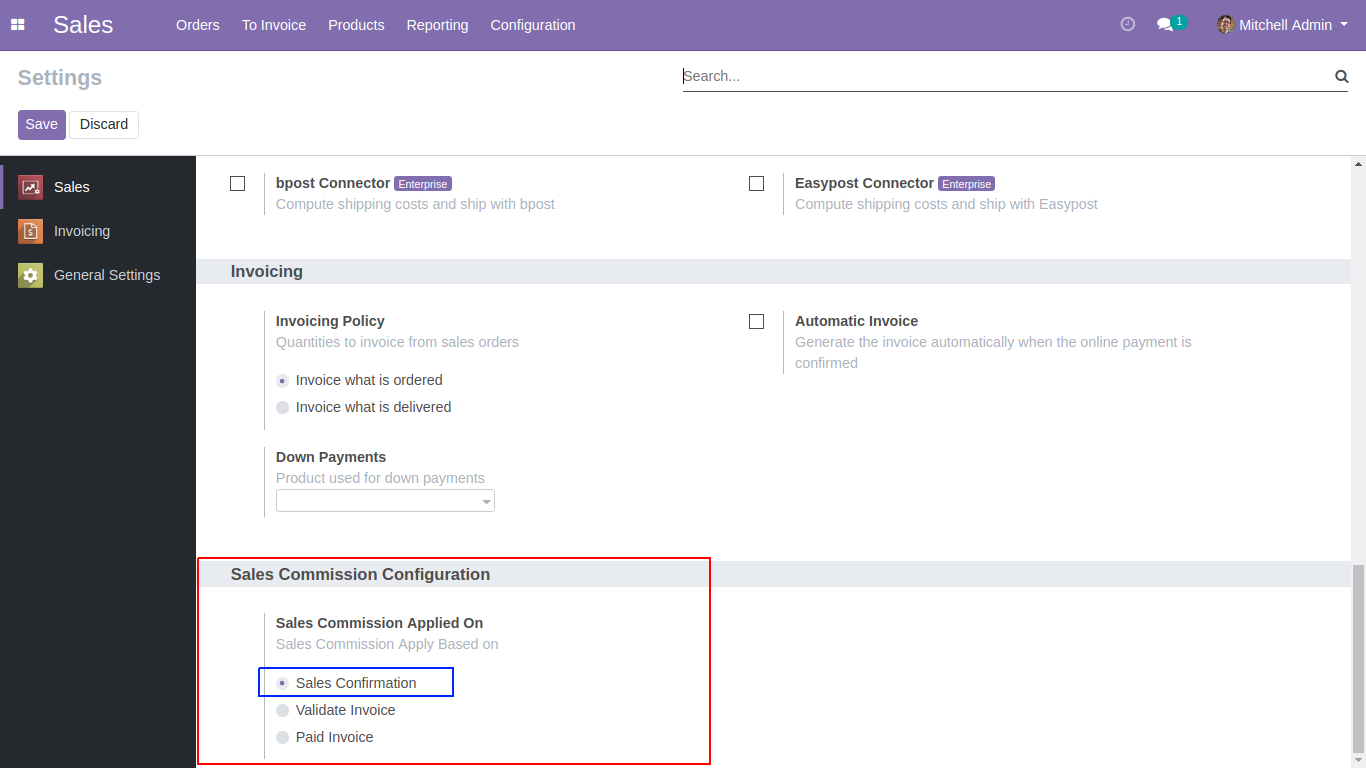 Sales Orders To Invoice Products Reporting Configuration 1 Mitchell Admin
Settings
Search...
Save Discard
Sales
Invoicing
General Settings
bpost Connector Enterprise
Compute shipping costs and ship with bpost
Easypost Connector Enterprise
Compute shipping costs and ship with Easypost
Invoicing
Invoicing Policy
Quantities to invoice from sales orders
Invoice what is ordered
Invoice what is delivered
Automatic Invoice
Generate the invoice automatically when the online payment is
confirmed
Down Payments
Product used for down payments
Sales Commission Configuration
Sales Commission Applied On
Sales Commission Apply Based on
Sales Confirmation
Validate Invoice
Paid Invoice